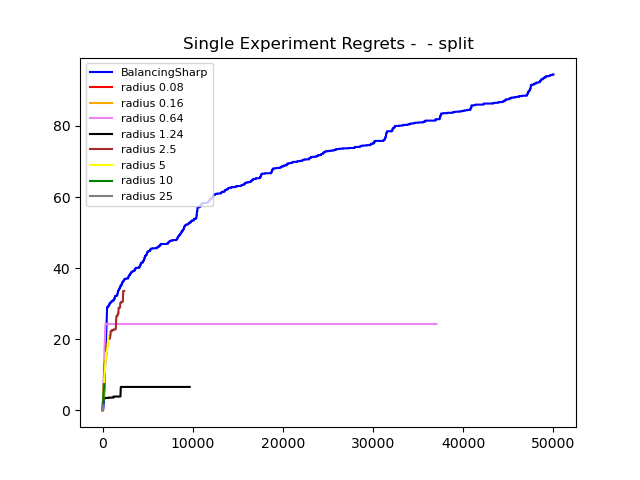 Single Experiment Regrets -  - split
BalancingSharp
radius 0.08
radius 0.16
radius 0.64
radius 1.24
radius 2.5
radius 5
radius 10
radius 25
80
60
40
20
0
0 10000 20000 30000 40000 50000